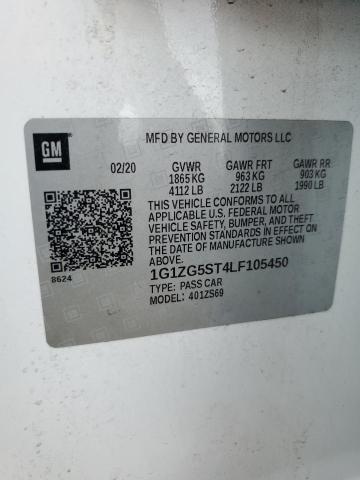 GM
MFD BY GENERAL MOTORS LLC
02/20 GVWR GAWR FRT GAWR RR
1865 KG 963 KG 903 KG
4112 LB 2122 LB 1990 LB
THIS VEHICLE CONFORMS TO ALL
APPLICABLE U.S. FEDERAL MOTOR
VEHICLE SAFETY, BUMPER, AND THEFT
PREVENTION STANDARDS IN EFFECT ON
THE DATE OF MANUFACTURE SHOWN
ABOVE.
8624
1G1ZG5ST4LF105450
TYPE: PASS CAR
MODEL: 401ZS69